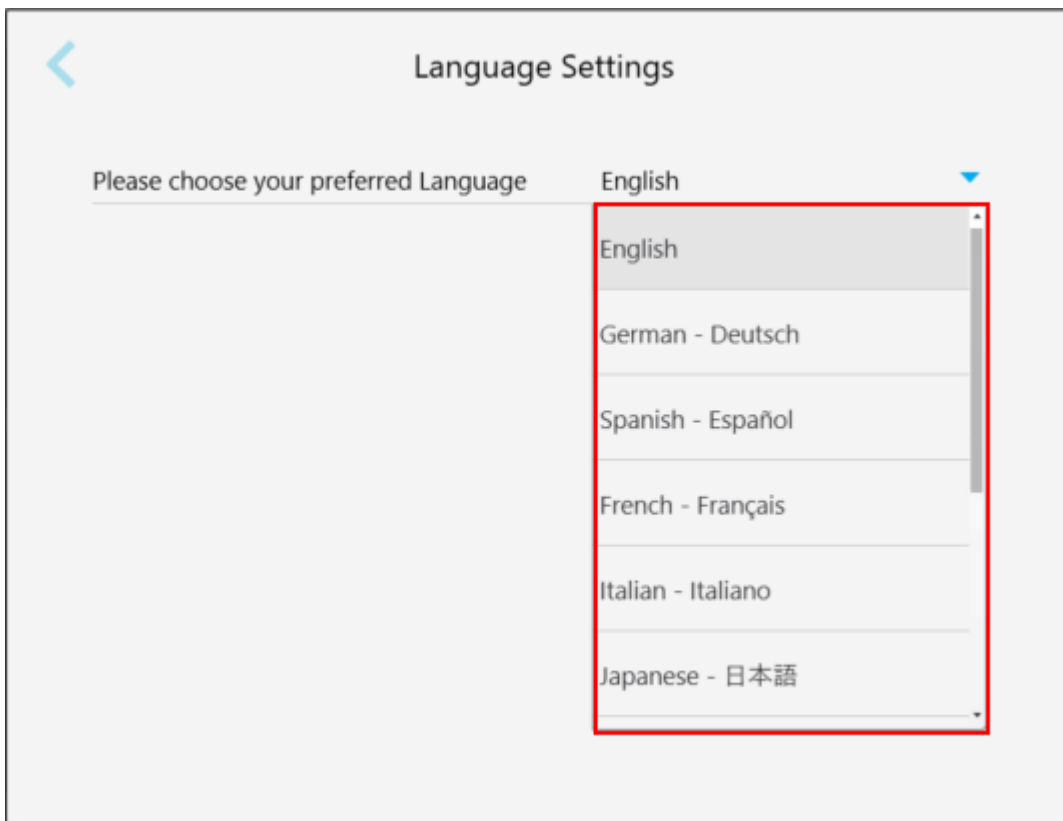 Language Settings
Please choose your preferred Language English
English
German - Deutsch
Spanish - Español
French - Français
Italian - Italiano
Japanese - 日本語